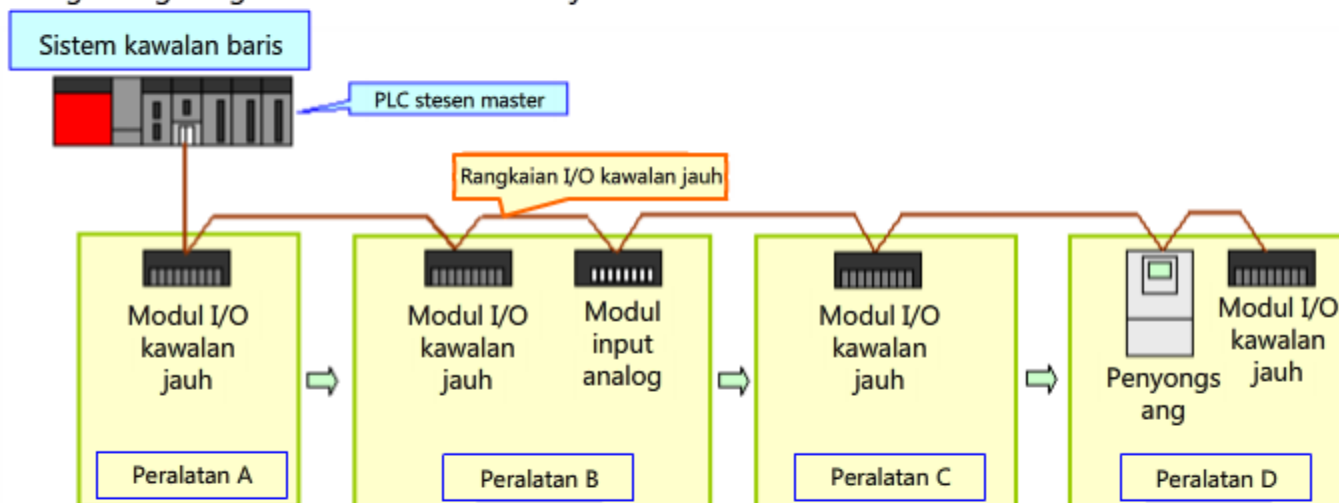 Sistem kawalan baris
PLC stesen master
Rangkaian I/O kawalan jauh
Modul I/O
kawalan
jauh
Modul I/O
kawalan
jauh
Modul
input
analog
Modul I/O
kawalan
jauh
Penyongs
ang
Modul I/O
kawalan
jauh
Peralatan A
Peralatan B
Peralatan C
Peralatan D